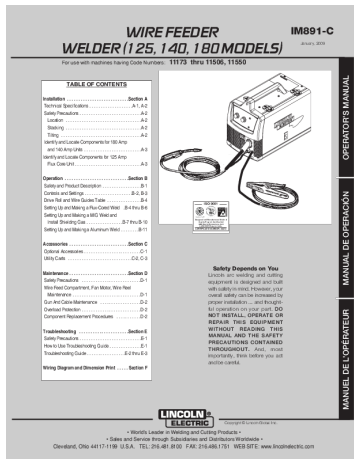 WIRE FEEDER
WELDER (125, 140, 180 MODELS)
IM891-C
January, 2009
For use with machines having Code Numbers: 11173 thru 11506, 11550
TABLE OF CONTENTS
Installation ............................Section A
Technical Specifications ..................A-1, A-2
Safety Precautions ...........................A-2
Location ...................................A-2
Stacking ...................................A-2
Tilting ....................................A-2
Identify and Locate Components for 180 Amp
and 140 Amp Units ..........................A-3
Identify and Locate Components for 125 Amp
Flux Core Unit .............................A-3
Operation ..............................Section B
Safety and Product Description ...............B-1
Controls and Settings ...................B-2, B-3
Drive Roll and Wire Guides Table .............B-4
Setting Up and Making a Flux-Cored Weld ..B-4 thru B-6
Setting Up and Making a MIG Weld and
Install Shielding Gas ..............B-7 thru B-10
Setting Up and Making a Aluminum Weld ........B-11
Accessories ............................Section C
Optional Accessories .........................C-1
Utility Carts ..........................C-2, C-3
Maintenance ............................Section D
Safety Precautions ...........................D-1
Wire Feed Compartment, Fan Motor, Wire Reel
Maintenance ................................D-1
Gun And Cable Maintenance ....................D-2
Overload Protection ..........................D-2
Component Replacement Procedures .............D-2
Troubleshooting ........................Section E
Safety Precautions ...........................E-1
How to Use Troubleshooting Guide .............E-1
Troubleshooting Guide ..............E-2 thru E-5
Wiring Diagram and Dimension Print ..... Section F
Safety Depends on You
Lincoln arc welding and cutting
equipment is designed and built
with safety in mind. However, your
overall safety can be increased by
proper installation ... and thought-
ful operation on your part. DO
NOT INSTALL, OPERATE OR
REPAIR THIS EQUIPMENT
WITHOUT READING THIS
MANUAL AND THE SAFETY
PRECAUTIONS CONTAINED
THROUGHOUT. And, most
importantly, think before you act
and be careful.
OPERATOR'S MANUAL
MANUAL DE OPERACIÓN
MANUEL DE L'OPÉRATEUR
LINCOLN ®
ELECTRIC
Copyright © Lincoln Electric Inc.
• World's Leader in Welding and Cutting Products •
• Sales and Service through Subsidiaries and Distributors Worldwide •
Cleveland, Ohio 44117-1199 U.S.A. TEL: 216.481.8100 FAX: 216.486.1751 WEB SITE: www.lincolnelectric.com